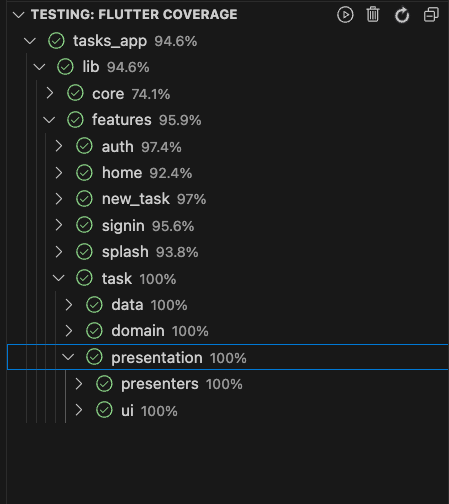 TESTING: FLUTTER COVERAGE
tasks_app 94.6%
lib 94.6%
core 74.1%
features 95.9%
auth 97.4%
home 92.4%
new_task 97%
signin 95.6%
splash 93.8%
task 100%
data 100%
domain 100%
presentation 100%
presenters 100%
ui 100%